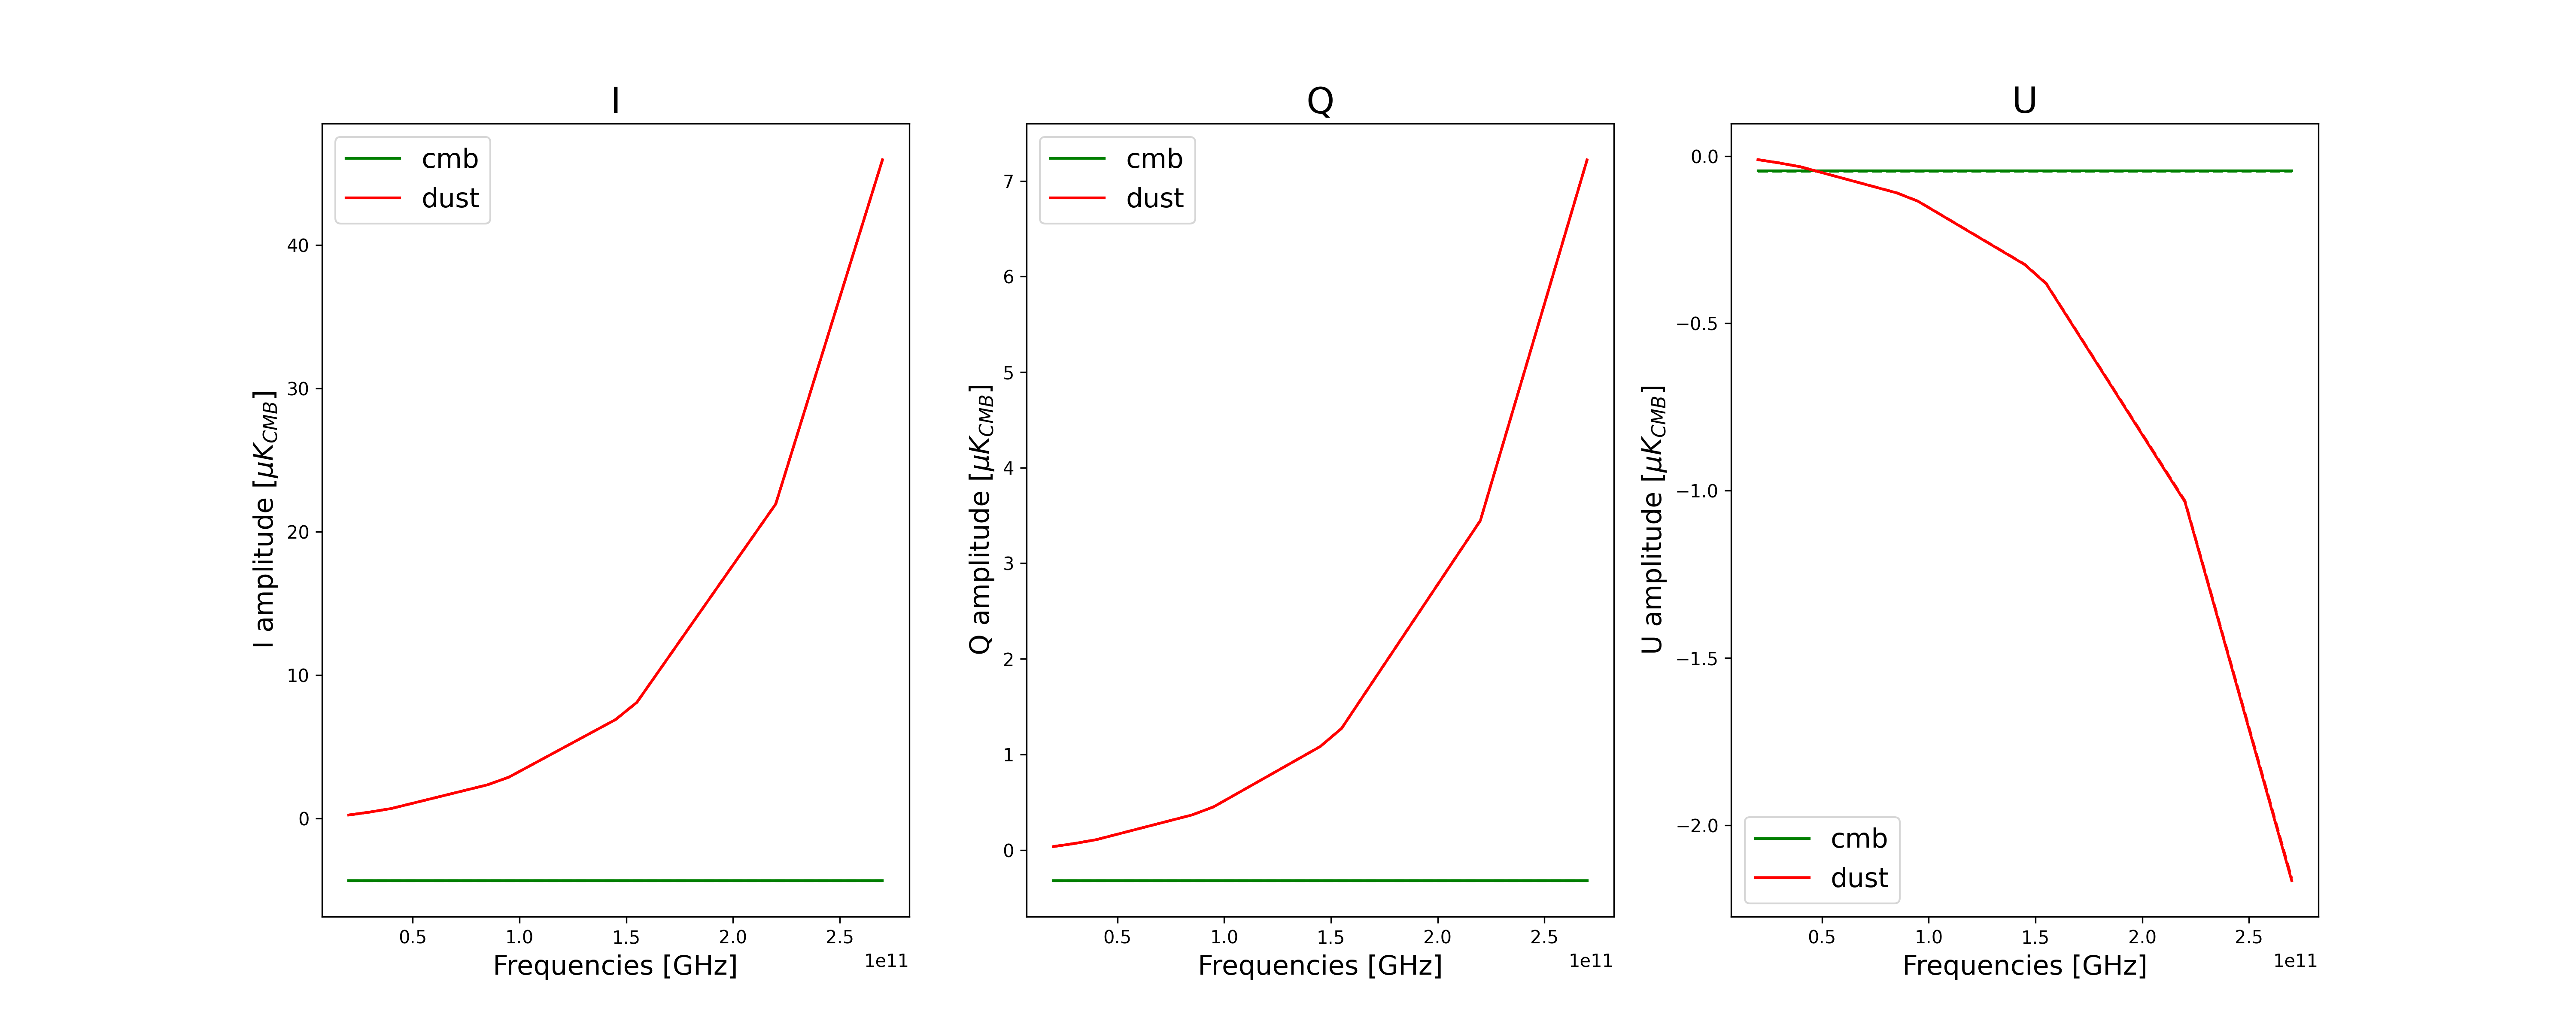 I
cmb
dust
40
30
20
10
0
I amplitude [μK_CMB]
0.5 1.0 1.5 2.0 2.5
1e11
Frequencies [GHz]
Q
cmb
dust
7
6
5
4
3
2
1
0
Q amplitude [μK_CMB]
0.5 1.0 1.5 2.0 2.5
1e11
Frequencies [GHz]
U
0.0
−0.5
−1.0
−1.5
−2.0
U amplitude [μK_CMB]
cmb
dust
0.5 1.0 1.5 2.0 2.5
1e11
Frequencies [GHz]